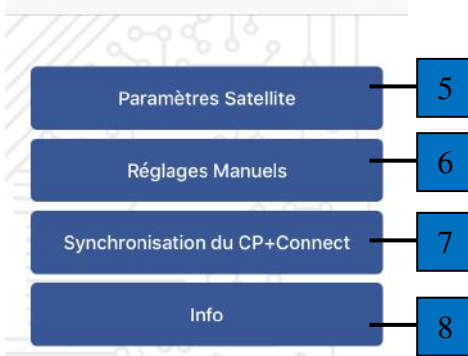 Paramètres Satellite 5
Réglages Manuels 6
Synchronisation du CP+Connect 7
Info 8